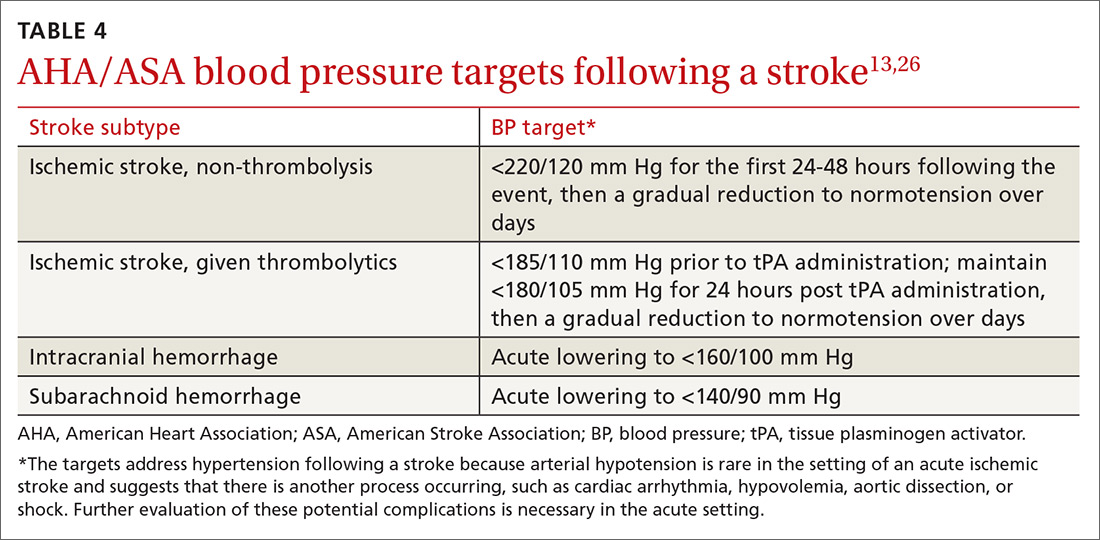 TABLE 4
AHA/ASA blood pressure targets following a stroke13,26
Stroke subtype
BP target*
Ischemic stroke, non-thrombolysis
<220/120 mm Hg for the first 24-48 hours following the
event, then a gradual reduction to normotension over
days
Ischemic stroke, given thrombolytics
<185/110 mm Hg prior to tPA administration; maintain
<180/105 mm Hg for 24 hours post tPA administration,
then a gradual reduction to normotension over days
Intracranial hemorrhage
Acute lowering to <160/100 mm Hg
Subarachnoid hemorrhage
Acute lowering to <140/90 mm Hg
AHA, American Heart Association; ASA, American Stroke Association; BP, blood pressure; tPA, tissue plasminogen activator.
*The targets address hypertension following a stroke because arterial hypotension is rare in the setting of an acute ischemic
stroke and suggests that there is another process occurring, such as cardiac arrhythmia, hypovolemia, aortic dissection, or
shock. Further evaluation of these potential complications is necessary in the acute setting.